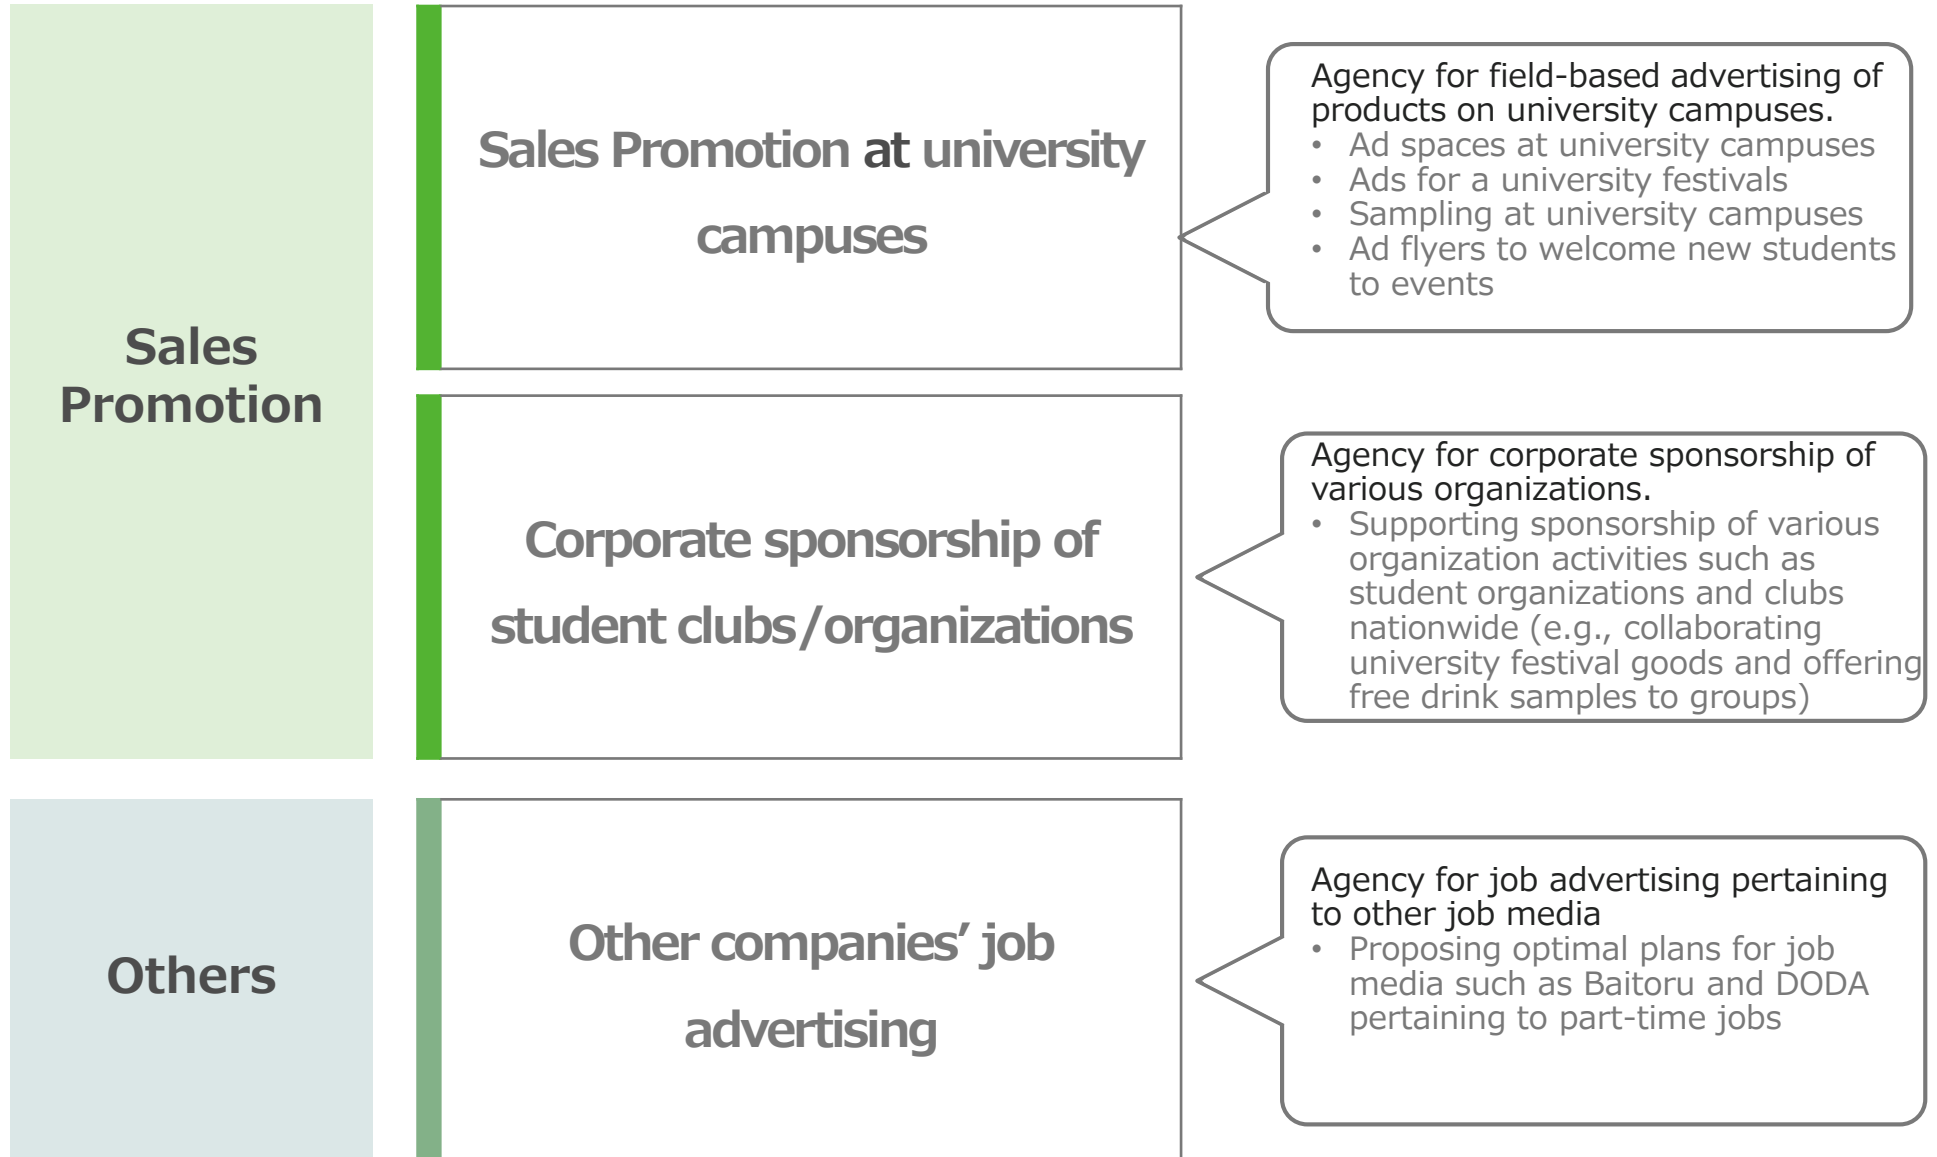 Sales
Promotion
Sales Promotion at university
campuses
Agency for field-based advertising of
products on university campuses.
• Ad spaces at university campuses
• Ads for a university festivals
• Sampling at university campuses
• Ad flyers to welcome new students
to events
Corporate sponsorship of
student clubs/organizations
Agency for corporate sponsorship of
various organizations.
• Supporting sponsorship of various
organization activities such as
student organizations and clubs
nationwide (e.g., collaborating
university festival goods and offering
free drink samples to groups)
Others
Other companies’ job
advertising
Agency for job advertising pertaining
to other job media
• Proposing optimal plans for job
media such as Baitoru and DODA
pertaining to part-time jobs